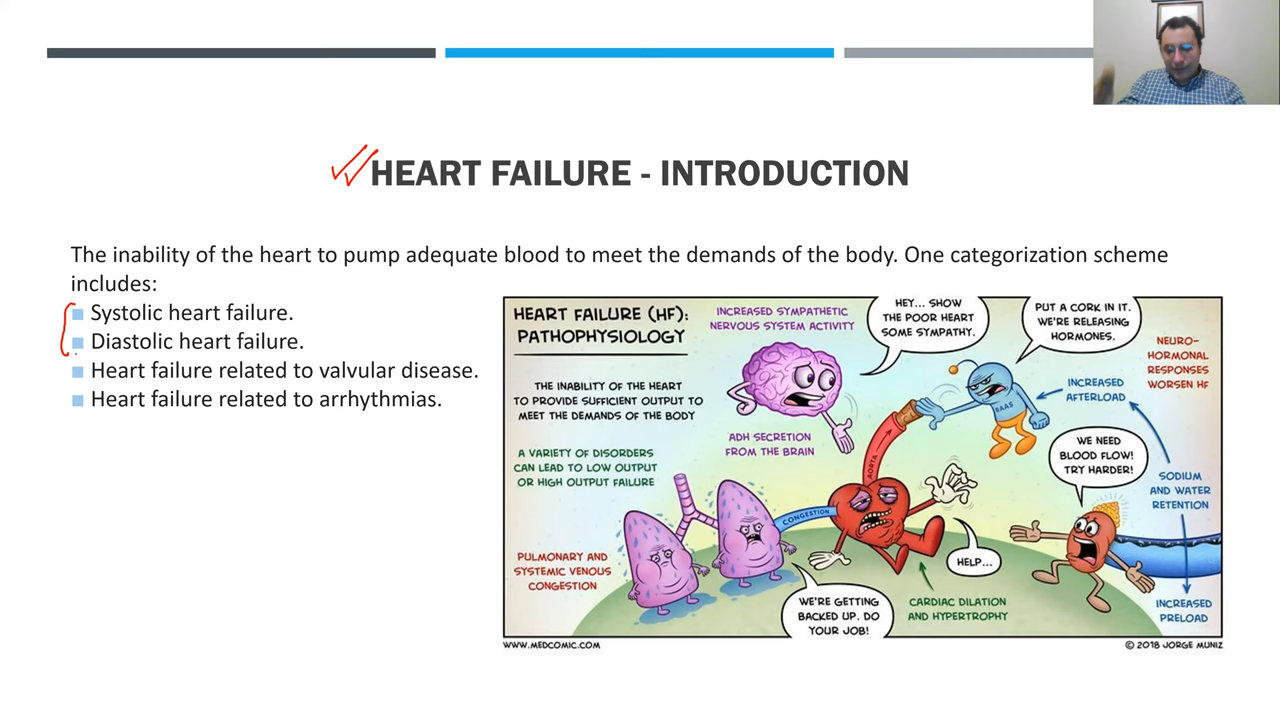 HEART FAILURE - INTRODUCTION
The inability of the heart to pump adequate blood to meet the demands of the body. One categorization scheme
includes:
Systolic heart failure.
Diastolic heart failure.
Heart failure related to valvular disease.
Heart failure related to arrhythmias.
HEART FAILURE (HF):
PATHOPHYSIOLOGY
THE INABILITY OF THE HEART
TO PROVIDE SUFFICIENT OUTPUT TO
MEET THE DEMANDS OF THE BODY
A VARIETY OF DISORDERS
CAN LEAD TO LOW OUTPUT
OR HIGH OUTPUT FAILURE
PULMONARY AND
SYSTEMIC VENOUS
CONGESTION
INCREASED SYMPATHETIC
NERVOUS SYSTEM ACTIVITY
HEY... SHOW
THE POOR HEART
SOME SYMPATHY.
PUT A CORK IN IT.
WE'RE RELEASING
HORMONES.
NEURO-
HORMONAL
RESPONSES
WORSEN HF
INCREASED
AFTERLOAD
RAAS
ADH SECRETION
FROM THE BRAIN
AORTA
WE NEED
BLOOD FLOW!
TRY HARDER!
SODIUM
AND WATER
RETENTION
CONGESTION
HELP...
WE'RE GETTING
BACKED UP. DO
YOUR JOB!
CARDIAC DILATION
AND HYPERTROPHY
INCREASED
PRELOAD
WWW.MEDCOMIC.COM
© 2018 JORGE MUNIZ